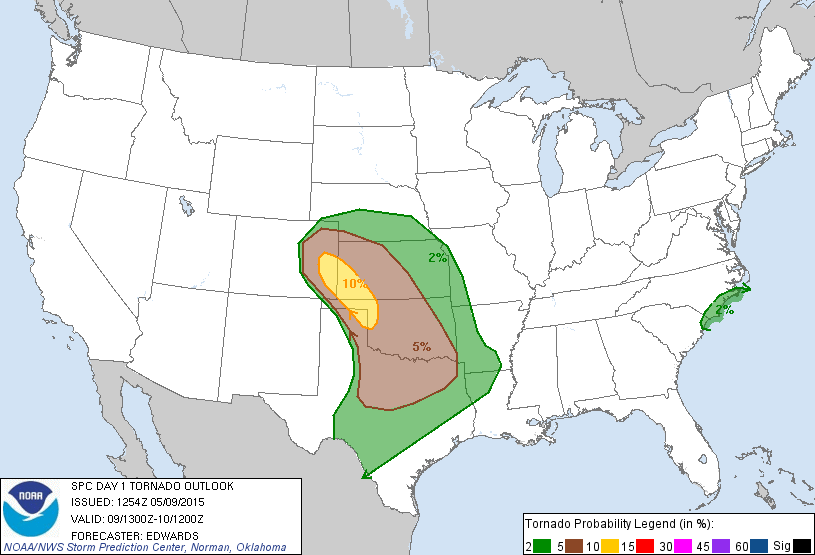 2%
10%
5%
2%
NOAA
SPC DAY 1 TORNADO OUTLOOK
ISSUED: 1254Z 05/09/2015
VALID: 09/1300Z-10/1200Z
FORECASTER: EDWARDS
NOAA/NWS Storm Prediction Center, Norman, Oklahoma
Tornado Probability Legend (in %):
2 5 10 15 30 45 60 Sig